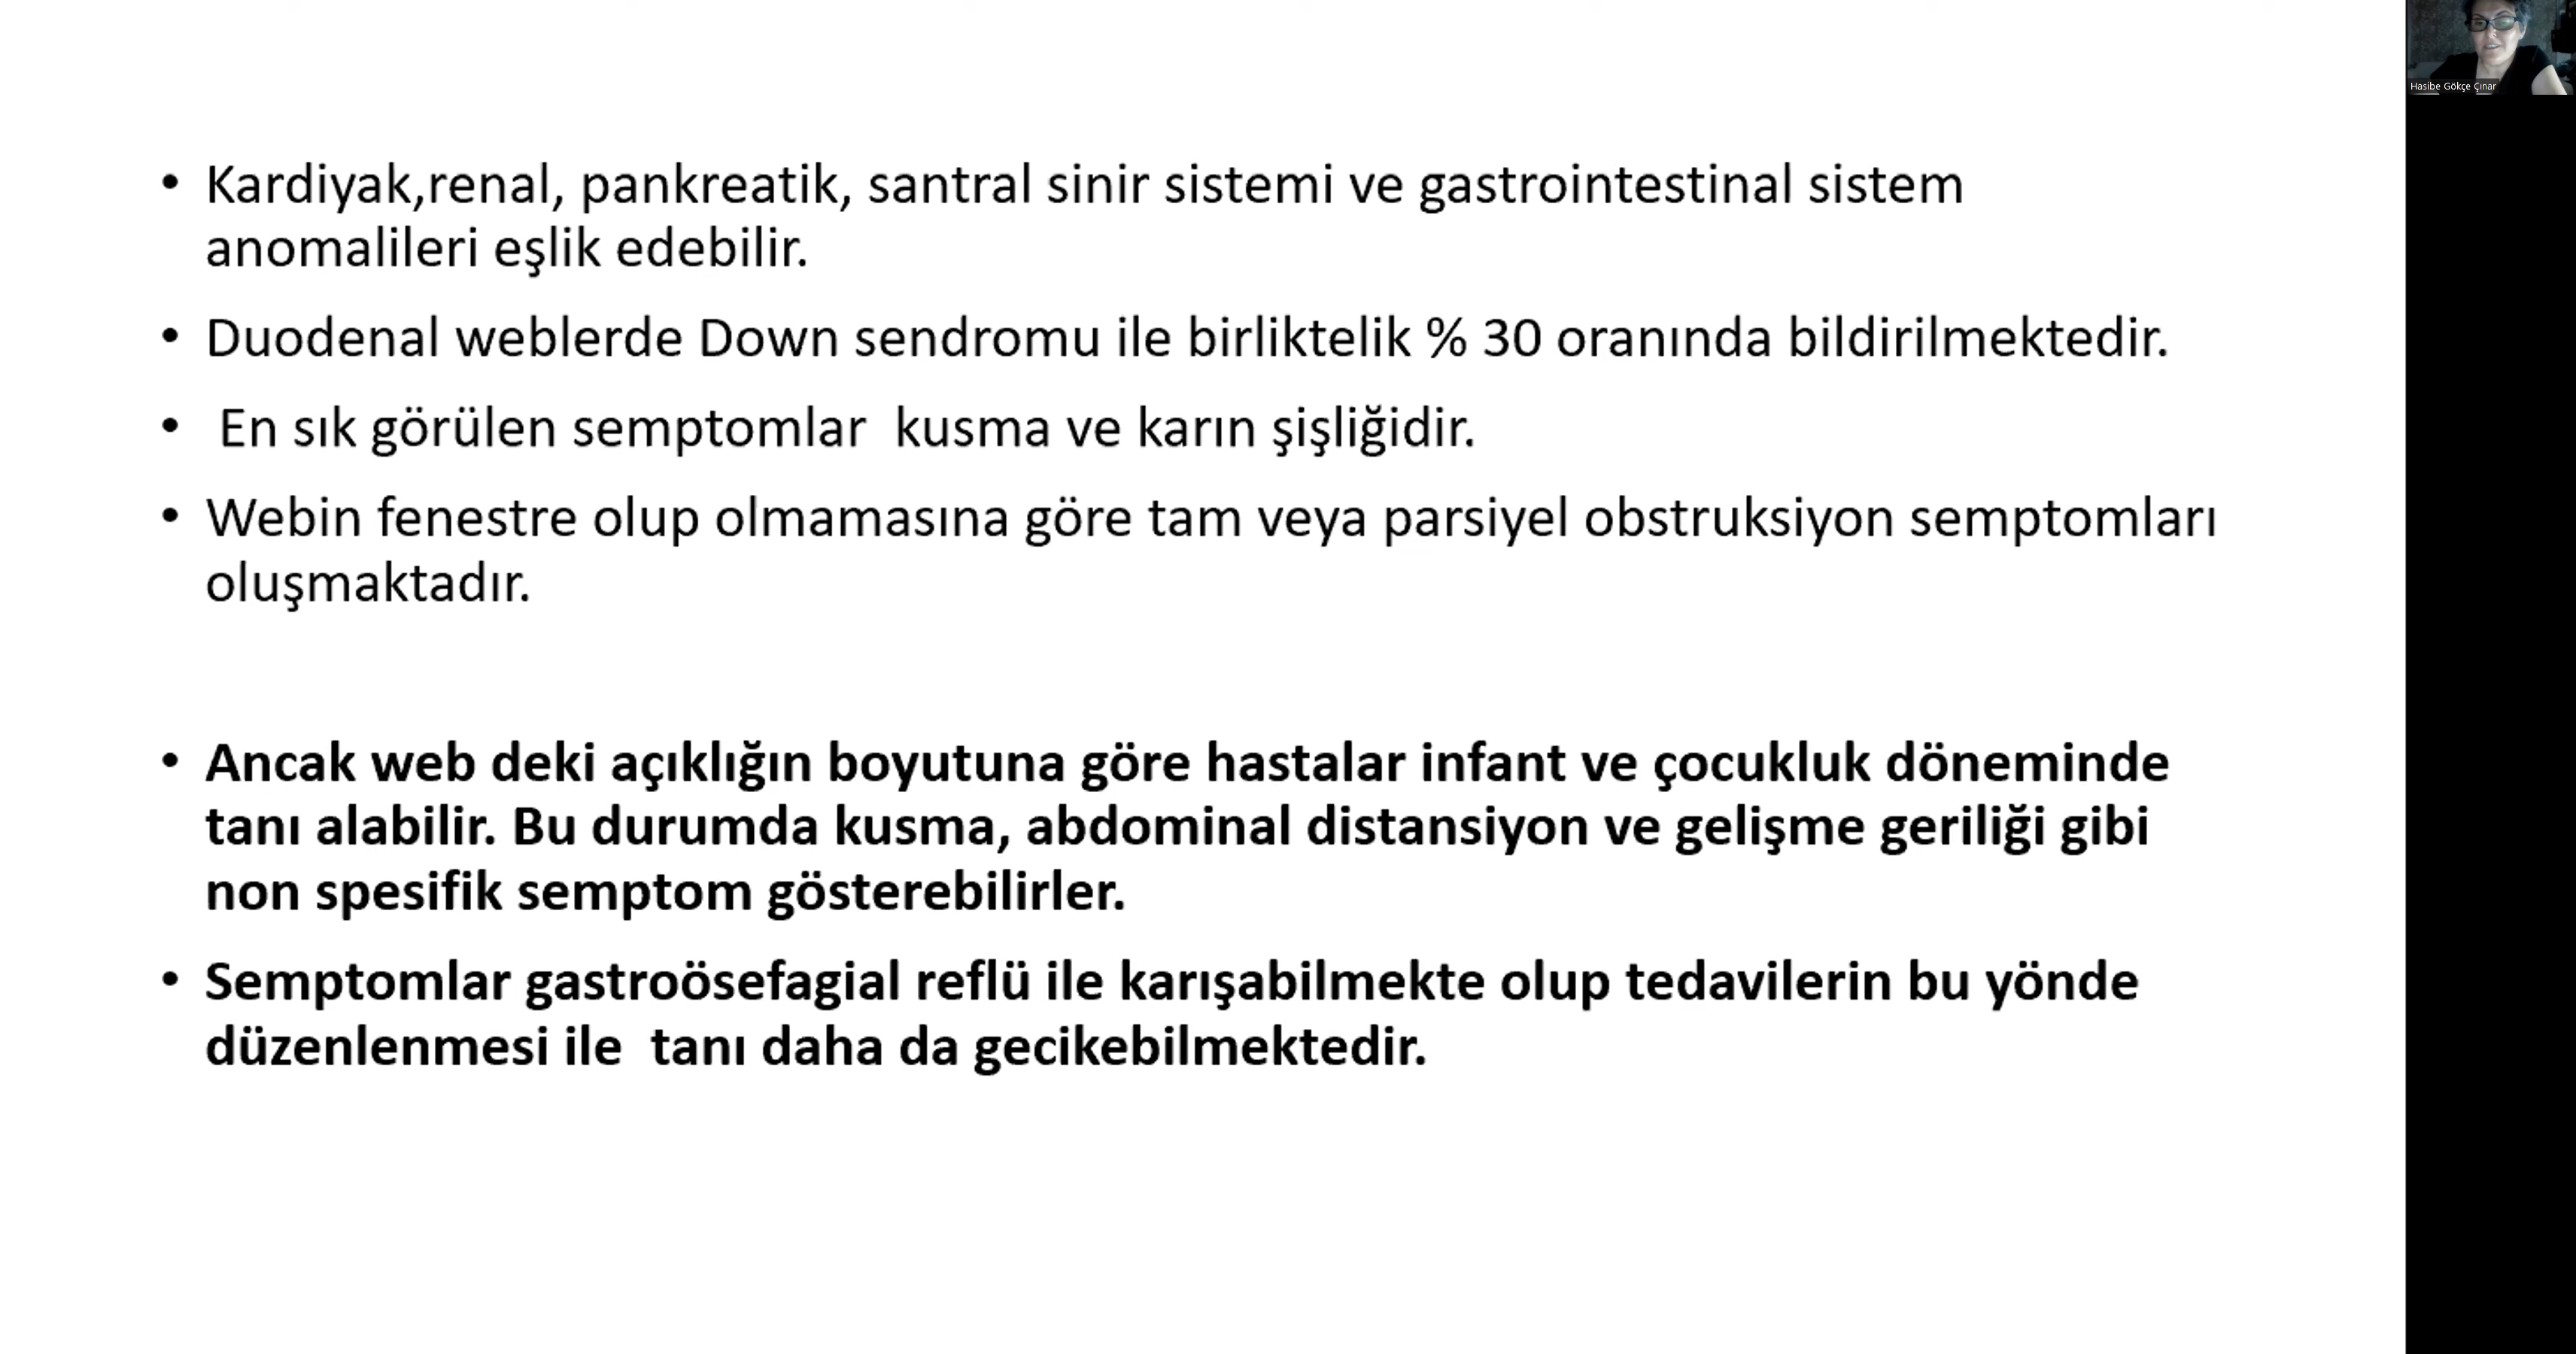 • Kardiyak,renal, pankreatik, santral sinir sistemi ve gastrointestinal sistem
anomalileri eşlik edebilir.
• Duodenal weblerde Down sendromu ile birliktelik % 30 oranında bildirilmektedir.
•  En sık görülen semptomlar  kusma ve karın şişliğidir.
• Webin fenestre olup olmamasına göre tam veya parsiyel obstruksiyon semptomları
oluşmaktadır.
• Ancak web deki açıklığın boyutuna göre hastalar infant ve çocukluk döneminde
tanı alabilir. Bu durumda kusma, abdominal distansiyon ve gelişme geriliği gibi
non spesifik semptom gösterebilirler.
• Semptomlar gastroösefagial reflü ile karışabilmekte olup tedavilerin bu yönde
düzenlenmesi ile  tanı daha da gecikebilmektedir.
Hasibe Gökçe Çınar